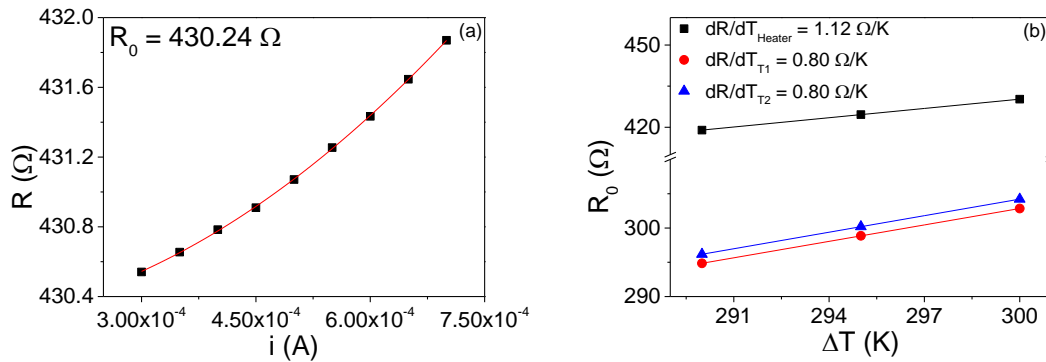 (a)
R₀ = 430.24 Ω
432.0
431.6
431.2
430.8
430.4
R (Ω)
3.00x10⁻⁴ 4.50x10⁻⁴ 6.00x10⁻⁴ 7.50x10⁻⁴
i (A)
(b)
dR/dT_Heater = 1.12 Ω/K
dR/dT_T1 = 0.80 Ω/K
dR/dT_T2 = 0.80 Ω/K
450
420
300
290
R₀ (Ω)
291 294 297 300
ΔT (K)